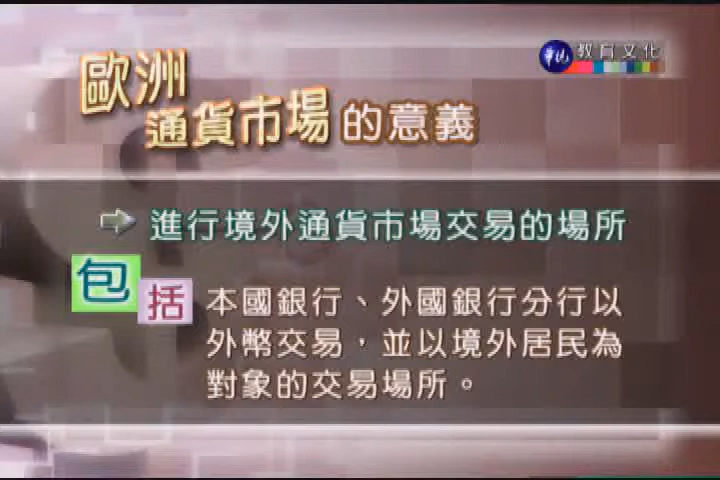 華視 教育文化
歐洲
通貨市場的意義
進行境外通貨市場交易的場所
包括
本國銀行、外國銀行分行以
外幣交易，並以境外居民為
對象的交易場所。